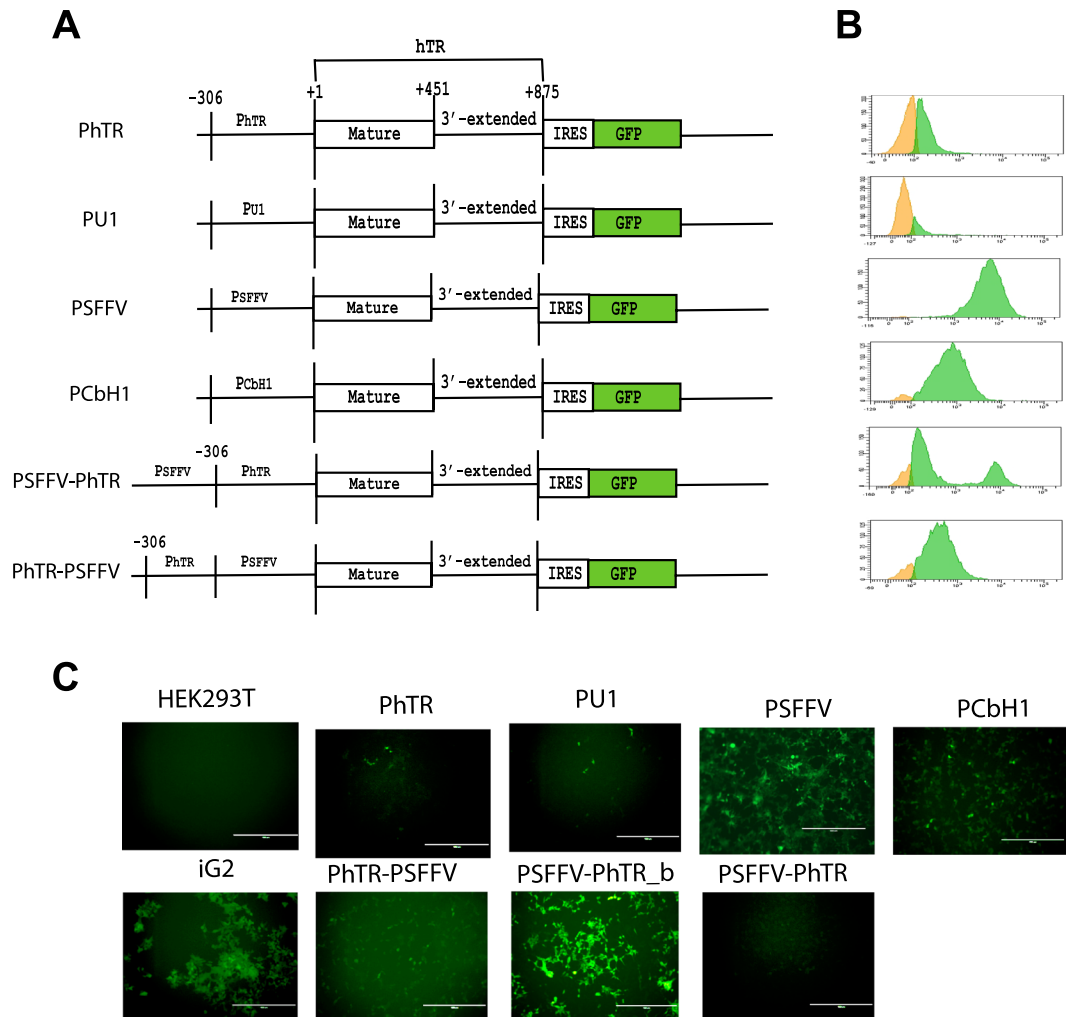 A
B
hTR
-306
+1
+451
+875
PhTR
PhTR
3'-extended
Mature
IRES
GFP
PU1
PU1
3'-extended
Mature
IRES
GFP
PSFFV
PSFFV
3'-extended
Mature
IRES
GFP
PCbH1
PCbH1
3'-extended
Mature
IRES
GFP
PSFFV-PhTR
PSFFV
-306
PhTR
3'-extended
Mature
IRES
GFP
PhTR-PSFFV
-306
PhTR
PSFFV
3'-extended
Mature
IRES
GFP
C
HEK293T
PhTR
PU1
PSFFV
PCbH1
iG2
PhTR-PSFFV
PSFFV-PhTR_b
PSFFV-PhTR